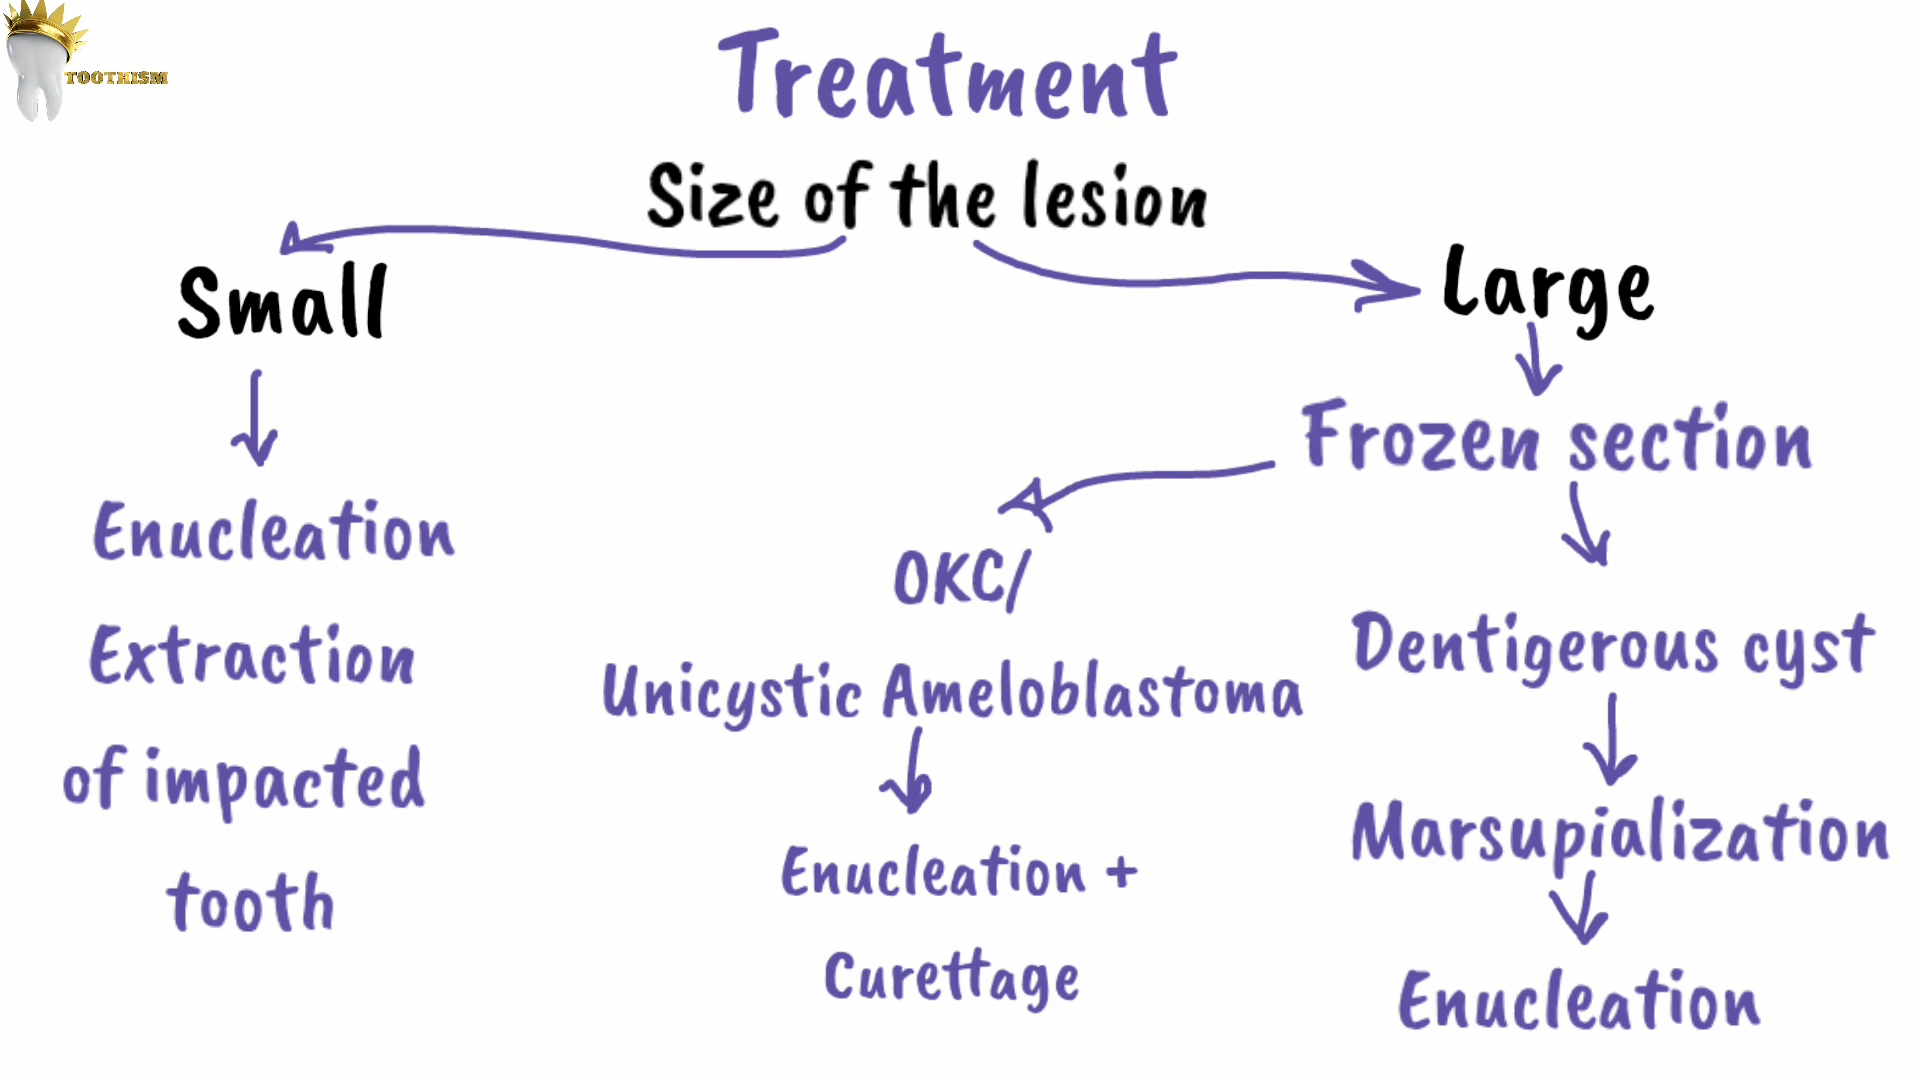 TOOTHISM
Treatment
Size of the lesion
Small
Large
Enucleation
Extraction
of impacted
tooth
Frozen section
OKC/
Unicystic Ameloblastoma
Enucleation +
Curettage
Dentigerous cyst
Marsupialization
Enucleation